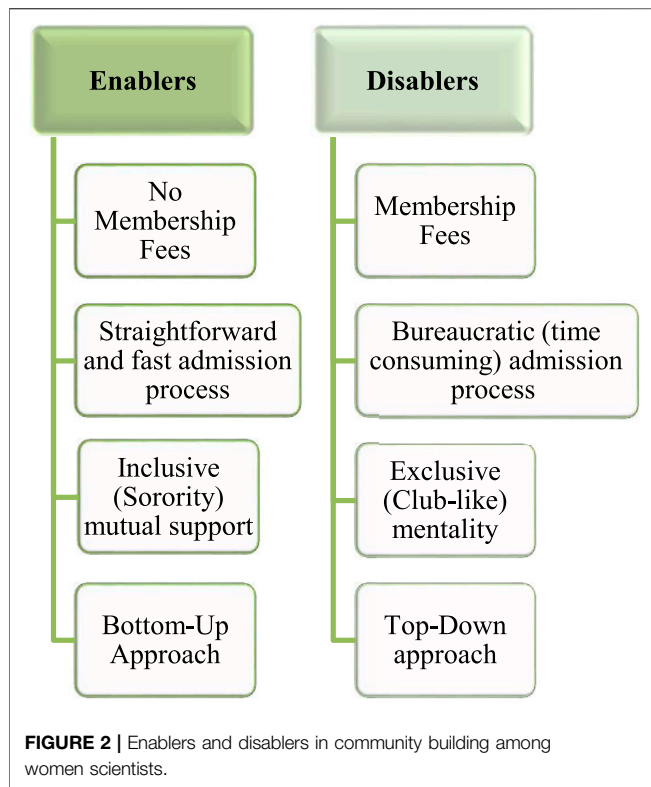 Enablers
No
Membership
Fees
Straightforward
and fast admission
process
Inclusive
(Sorority)
mutual support
Bottom-Up
Approach
Disablers
Membership
Fees
Bureaucratic (time
consuming) admission
process
Exclusive
(Club-like)
mentality
Top-Down
approach
FIGURE 2 | Enablers and disablers in community building among
women scientists.